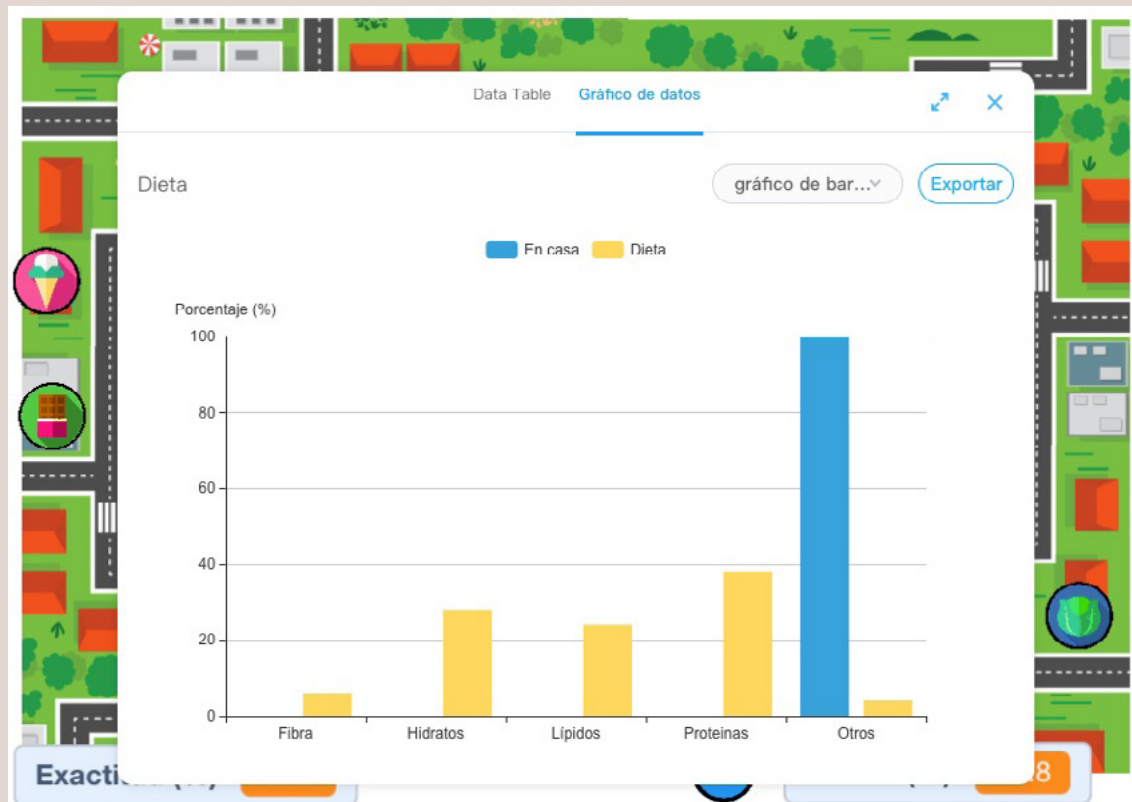 Data Table Gráfico de datos
Dieta gráfico de bar... Exportar
En casa Dieta
Porcentaje (%)
100
80
60
40
20
0
Fibra Hidratos Lípidos Proteinas Otros
8